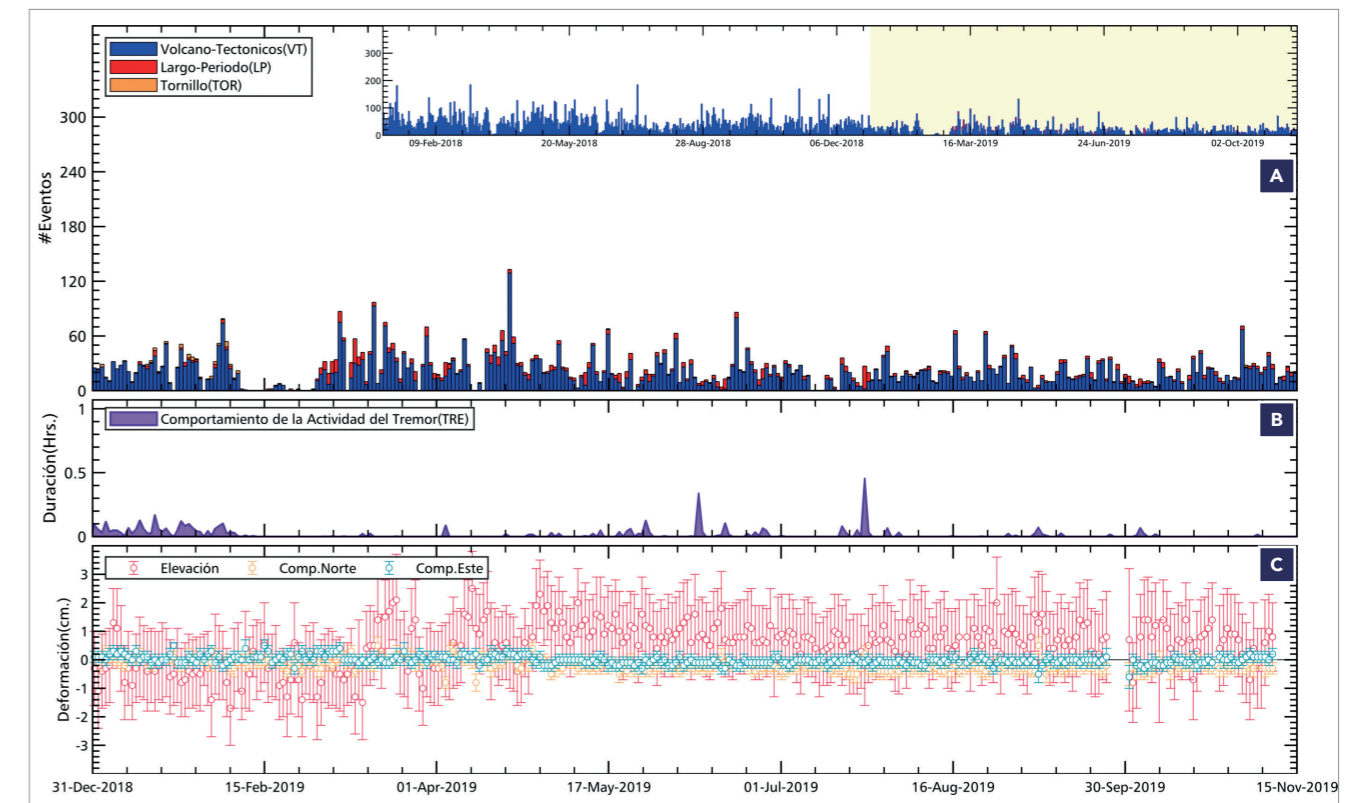 Volcano-Tectonicos(VT)
Largo-Periodo(LP)
Tornillo(TOR)
300
200
100
0
09-Feb-2018 20-May-2018 28-Aug-2018 06-Dec-2018 16-Mar-2019 24-Jun-2019 02-Oct-2019
#Eventos
300
240
180
120
60
0
A
Duración(Hrs.)
1
0.5
0
Comportamiento de la Actividad del Tremor(TRE)
B
Deformación(cm.)
3
2
1
0
-1
-2
-3
Elevación Comp.Norte Comp.Este
C
31-Dec-2018 15-Feb-2019 01-Apr-2019 17-May-2019 01-Jul-2019 16-Aug-2019 30-Sep-2019 15-Nov-2019